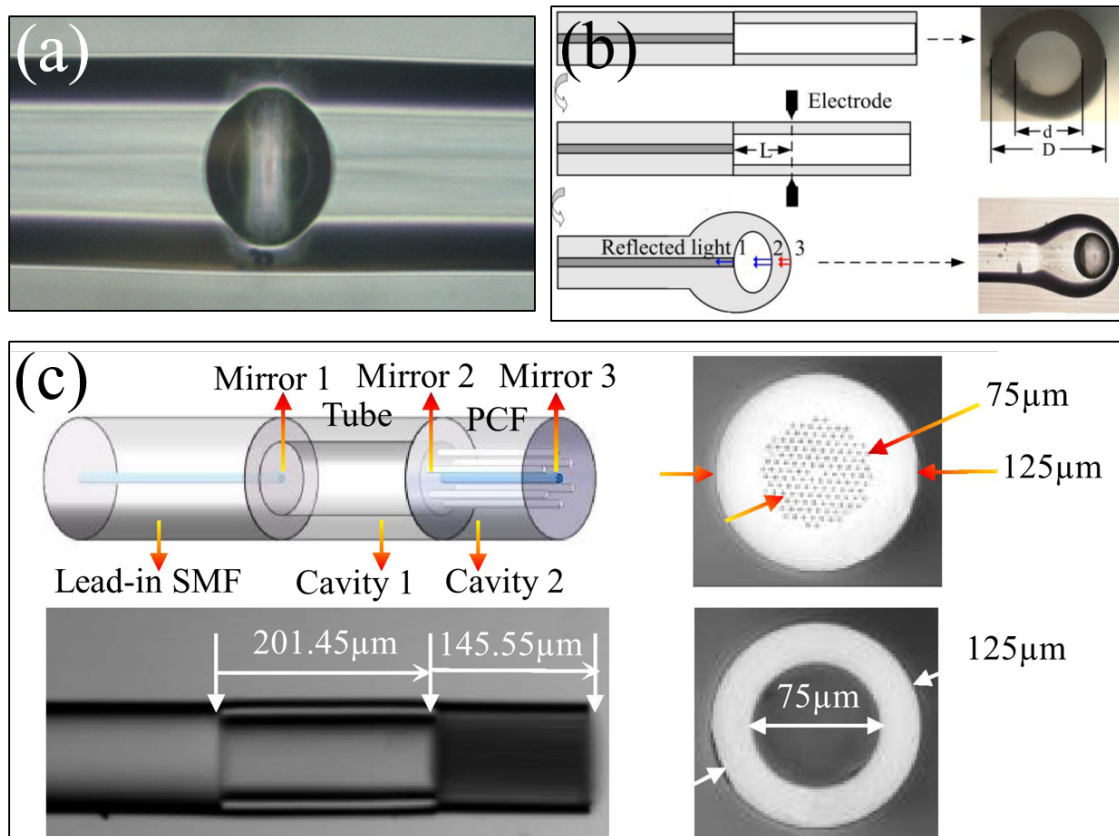 (a)
(b)
Electrode
L
d
D
Reflected light 1 2 3
(c)
Mirror 1 Mirror 2 Mirror 3
Tube PCF
Lead-in SMF Cavity 1 Cavity 2
201.45µm 145.55µm
75µm
125µm
125µm
75µm